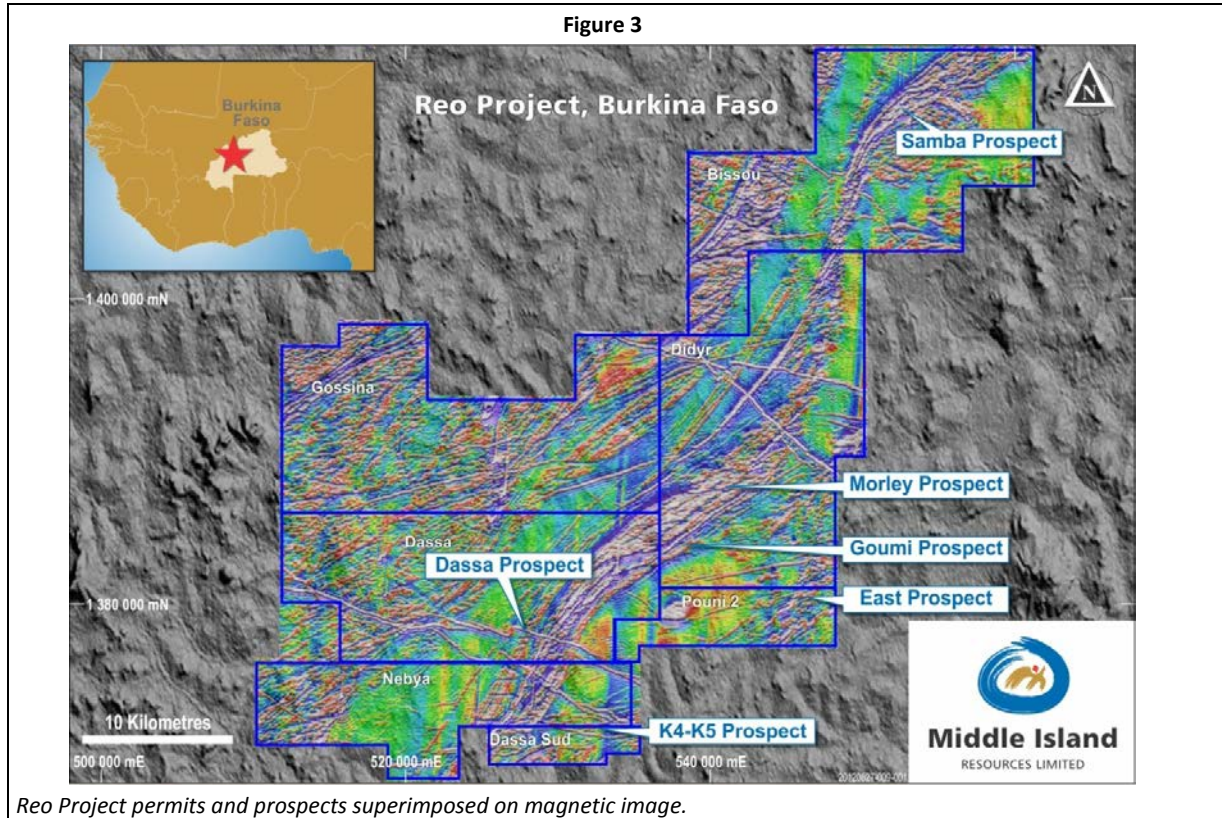 Figure 3
Burkina
Faso
Reo Project, Burkina Faso
N
Samba Prospect
Bissou
1 400 000 mN
Didyr
Gossina
Morley Prospect
Dassa
Goumi Prospect
Dassa Prospect
East Prospect
1 380 000 mN
Pouni 2
Nebya
10 Kilometres
K4-K5 Prospect
Dassa Sud
Middle Island
RESOURCES LIMITED
500 000 mE
520 000 mE
540 000 mE
Reo Project permits and prospects superimposed on magnetic image.